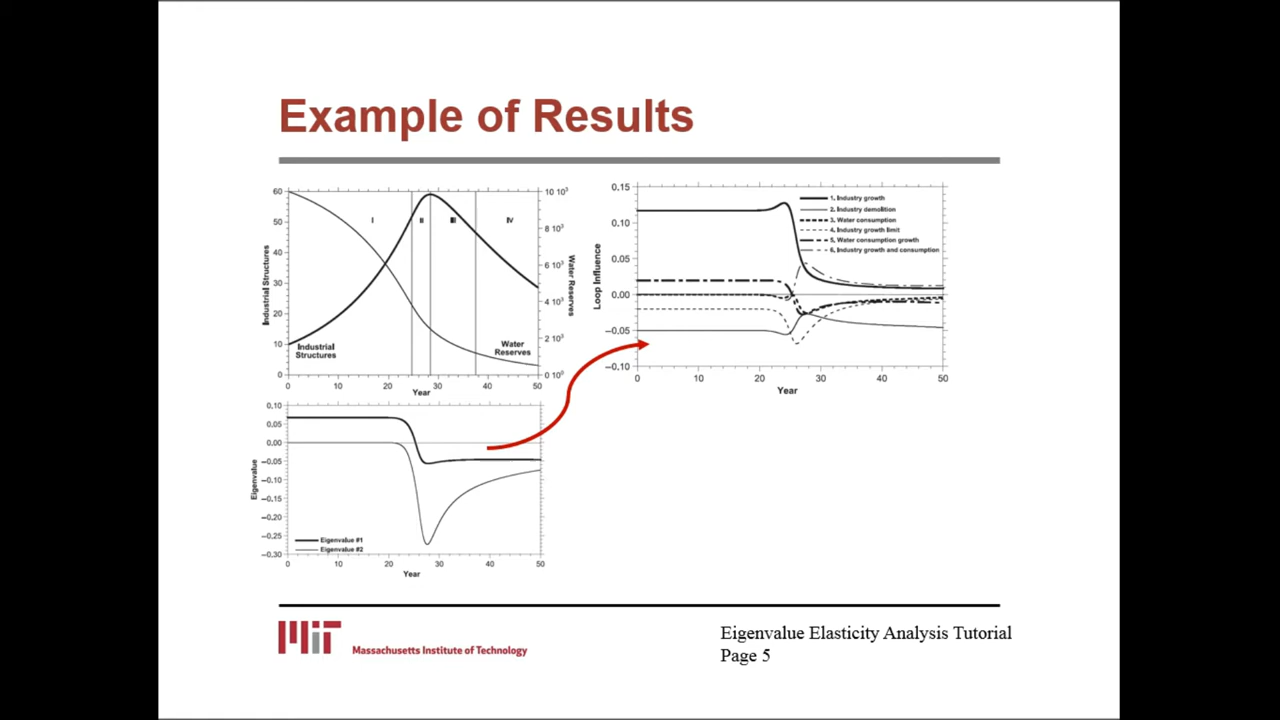 Example of Results
60
50
40
30
20
10
0
Industrial Structures
I
II
III
IV
Industrial
Structures
Water
Reserves
10 10³
8 10³
6 10³
4 10³
2 10³
0 10⁰
Water Reserves
0
10
20
30
40
50
Year
0.15
0.10
0.05
0.00
−0.05
−0.10
Loop Influence
1. Industry growth
2. Industry demolition
3. Water consumption
4. Industry growth limit
5. Water consumption growth
6. Industry growth and consumption
0
10
20
30
40
50
Year
0.10
0.05
0.00
−0.05
−0.10
−0.15
−0.20
−0.25
−0.30
Eigenvalue
Eigenvalue #1
Eigenvalue #2
0
10
20
30
40
50
Year
MIT
Massachusetts Institute of Technology
Eigenvalue Elasticity Analysis Tutorial
Page 5